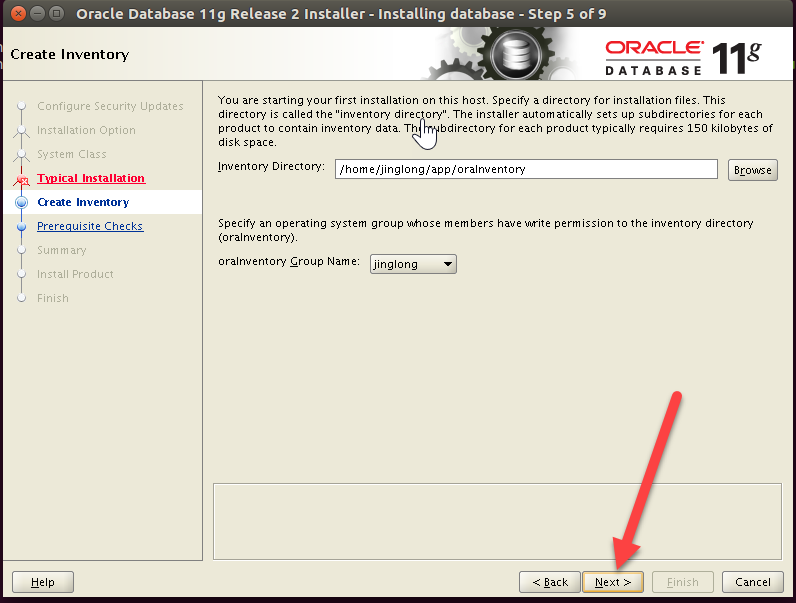 Oracle Database 11g Release 2 Installer - Installing database - Step 5 of 9
Create Inventory
ORACLE
DATABASE
11g
Configure Security Updates
Installation Option
System Class
Typical Installation
Create Inventory
Prerequisite Checks
Summary
Install Product
Finish
You are starting your first installation on this host. Specify a directory for installation files. This
directory is called the "inventory directory". The installer automatically sets up subdirectories for each
product to contain inventory data. The subdirectory for each product typically requires 150 kilobytes of
disk space.
Inventory Directory: /home/jinglong/app/oraInventory Browse
Specify an operating system group whose members have write permission to the inventory directory
(oraInventory).
oraInventory Group Name: jinglong
Help < Back Next > Finish Cancel